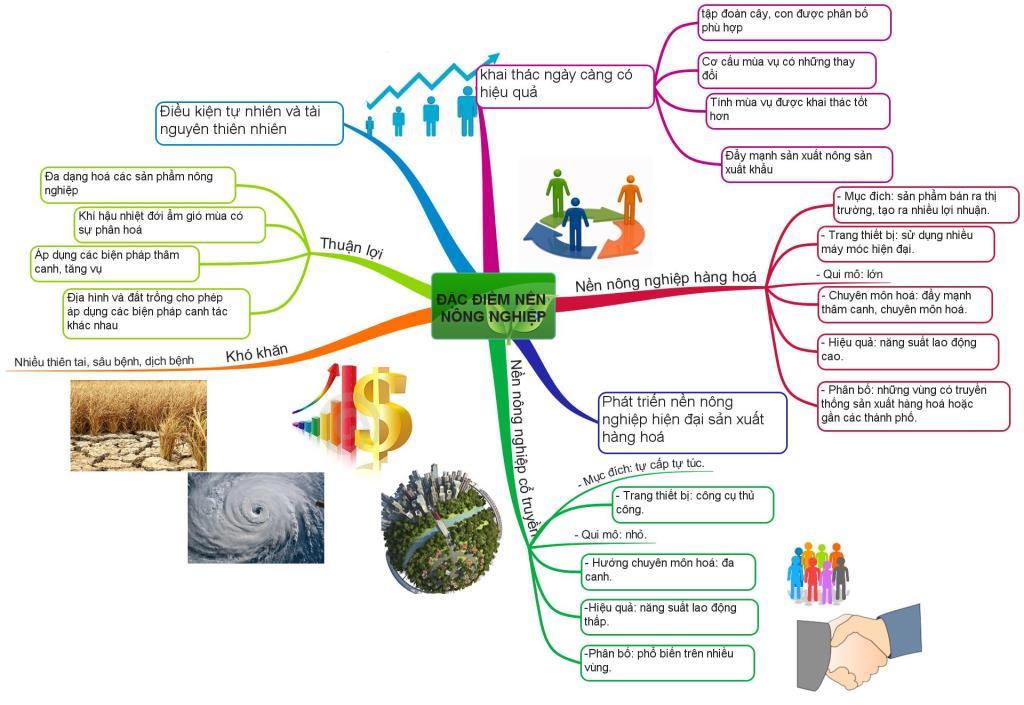 ĐẶC ĐIỂM NỀN
NÔNG NGHIỆP
Điều kiện tự nhiên và tài
nguyên thiên nhiên
khai thác ngày càng có
hiệu quả
tập đoàn cây, con được phân bố
phù hợp
Cơ cấu mùa vụ có những thay
đổi
Tính mùa vụ được khai thác tốt
hơn
Đẩy mạnh sản xuất nông sản
xuất khẩu
Thuận lợi
Đa dạng hoá các sản phẩm nông
nghiệp
Khí hậu nhiệt đới ẩm gió mùa có
sự phân hoá
Áp dụng các biện pháp thâm
canh, tăng vụ
Địa hình và đất trồng cho phép
áp dụng các biện pháp canh tác
khác nhau
Khó khăn
Nhiều thiên tai, sâu bệnh, dịch bệnh
Nền nông nghiệp hàng hoá
- Mục đích: sản phẩm bán ra thị
trường, tạo ra nhiều lợi nhuận.
- Trang thiết bị: sử dụng nhiều
máy móc hiện đại.
- Qui mô: lớn
- Chuyên môn hoá: đẩy mạnh
thâm canh, chuyên môn hoá.
- Hiệu quả: năng suất lao động
cao.
- Phân bố: những vùng có truyền
thống sản xuất hàng hoá hoặc
gần các thành phố.
Phát triển nền nông
nghiệp hiện đại sản xuất
hàng hoá
Nền nông nghiệp cổ truyền
- Mục đích: tự cấp tự túc.
- Trang thiết bị: công cụ thủ
công.
- Qui mô: nhỏ.
- Hướng chuyên môn hoá: đa
canh.
-Hiệu quả: năng suất lao động
thấp.
-Phân bố: phổ biến trên nhiều
vùng.